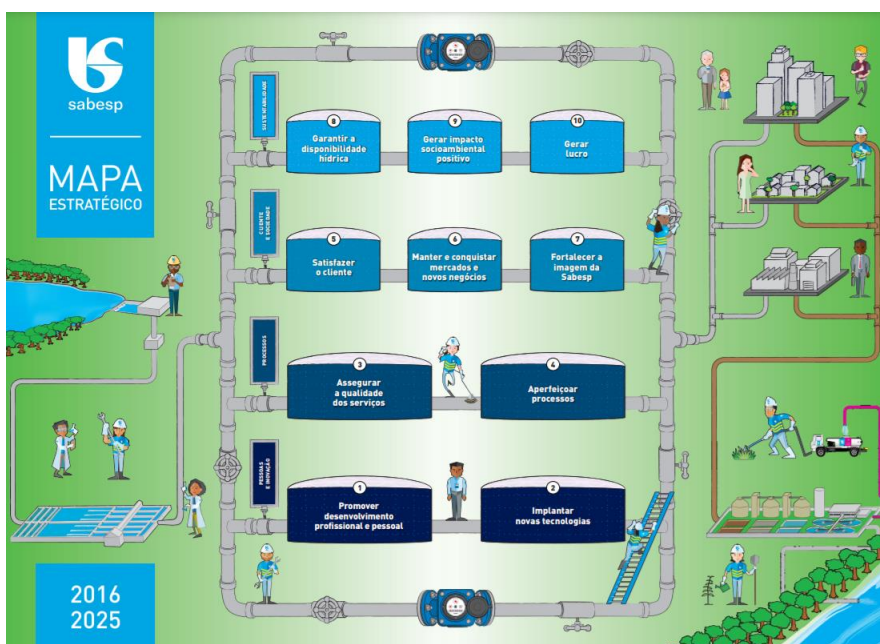 sabesp
MAPA
ESTRATÉGICO
SUSTENTABILIDADE
8
Garantir a
disponibilidade
hídrica
9
Gerar impacto
socioambiental
positivo
10
Gerar
lucro
CLIENTE
E SOCIEDADE
5
Satisfazer
o cliente
6
Manter e conquistar
mercados e
novos negócios
7
Fortalecer a
imagem da
Sabesp
PROCESSOS
3
Assegurar
a qualidade
dos serviços
4
Aperfeiçoar
processos
PESSOAS
E INOVAÇÃO
1
Promover
desenvolvimento
profissional e pessoal
2
Implantar
novas tecnologias
2016
2025